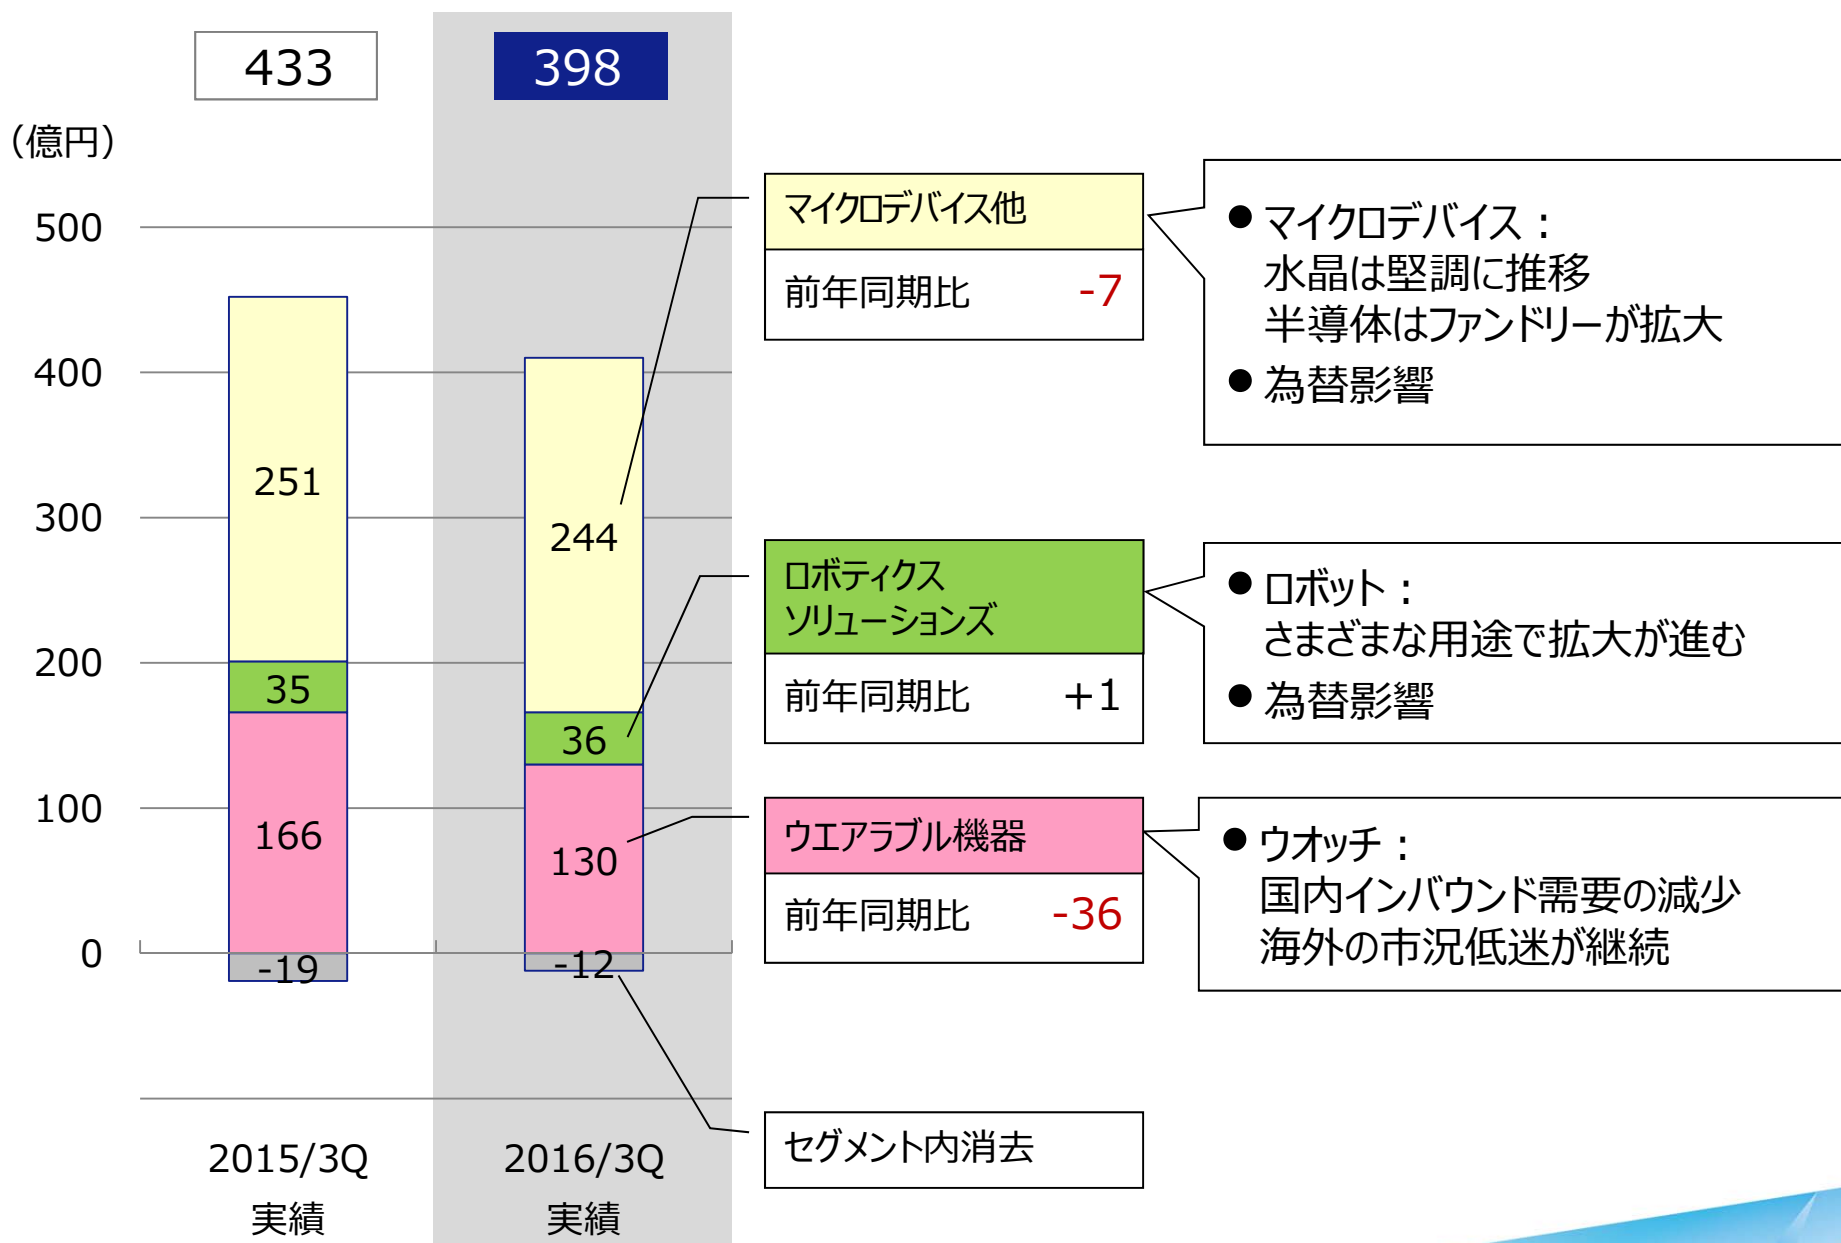 433
398
（億円）
500
400
300
200
100
0
251
35
166
-19
244
36
130
-12
2015/3Q
実績
2016/3Q
実績
マイクロデバイス他
前年同期比 -7
● マイクロデバイス：
水晶は堅調に推移
半導体はファンドリーが拡大
● 為替影響
ロボティクス
ソリューションズ
前年同期比 +1
● ロボット：
さまざまな用途で拡大が進む
● 為替影響
ウエアラブル機器
前年同期比 -36
● ウオッチ：
国内インバウンド需要の減少
海外の市況低迷が継続
セグメント内消去